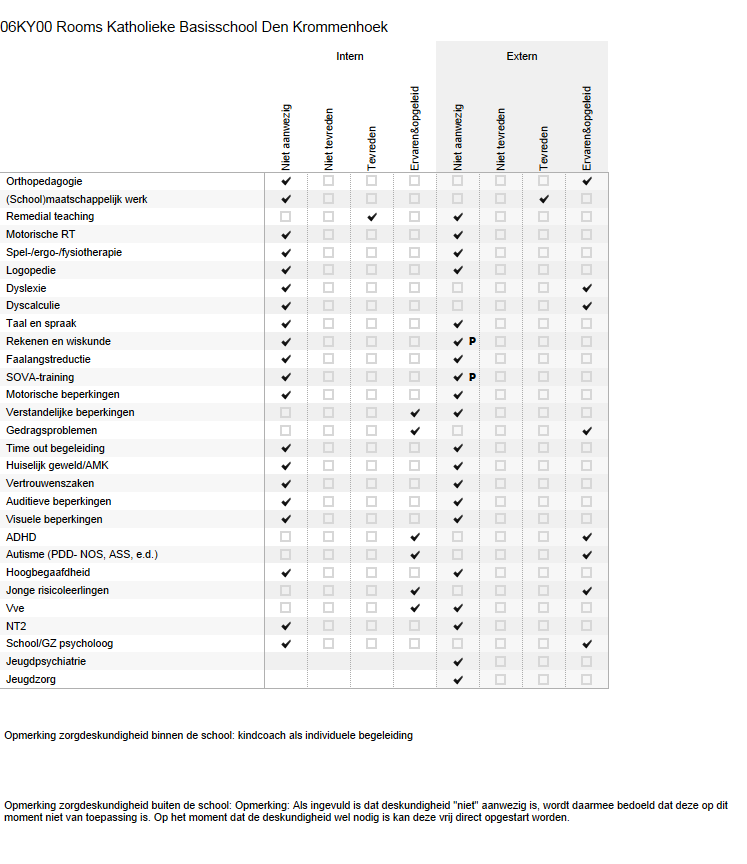 06KY00 Rooms Katholieke Basisschool Den Krommenhoek
Intern Extern
Niet aanwezig Niet tevreden Tevreden Ervaren&opgeleid Niet aanwezig Niet tevreden Tevreden Ervaren&opgeleid
Orthopedagogie
(School)maatschappelijk werk
Remedial teaching
Motorische RT
Spel-/ergo-/fysiotherapie
Logopedie
Dyslexie
Dyscalculie
Taal en spraak
Rekenen en wiskunde P
Faalangstreductie
SOVA-training P
Motorische beperkingen
Verstandelijke beperkingen
Gedragsproblemen
Time out begeleiding
Huiselijk geweld/AMK
Vertrouwenszaken
Auditieve beperkingen
Visuele beperkingen
ADHD
Autisme (PDD- NOS, ASS, e.d.)
Hoogbegaafdheid
Jonge risicoleerlingen
Vve
NT2
School/GZ psycholoog
Jeugdpsychiatrie
Jeugdzorg
Opmerking zorgdeskundigheid binnen de school: kindcoach als individuele begeleiding
Opmerking zorgdeskundigheid buiten de school: Opmerking: Als ingevuld is dat deskundigheid "niet" aanwezig is, wordt daarmee bedoeld dat deze op dit
moment niet van toepassing is. Op het moment dat de deskundigheid wel nodig is kan deze vrij direct opgestart worden.